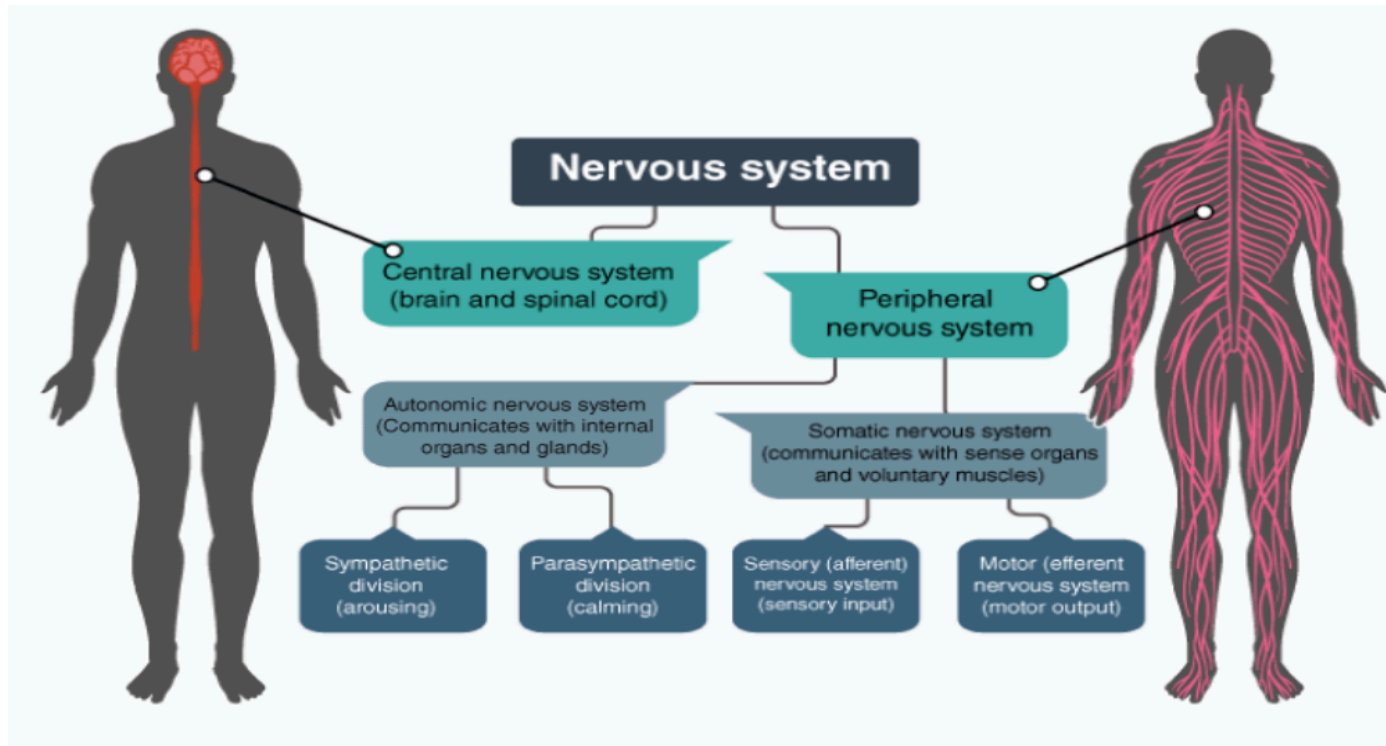 Nervous system
Central nervous system
(brain and spinal cord)
Peripheral
nervous system
Autonomic nervous system
(Communicates with internal
organs and glands)
Somatic nervous system
(communicates with sense organs
and voluntary muscles)
Sympathetic
division
(arousing)
Parasympathetic
division
(calming)
Sensory (afferent)
nervous system
(sensory input)
Motor (efferent
nervous system
(motor output)